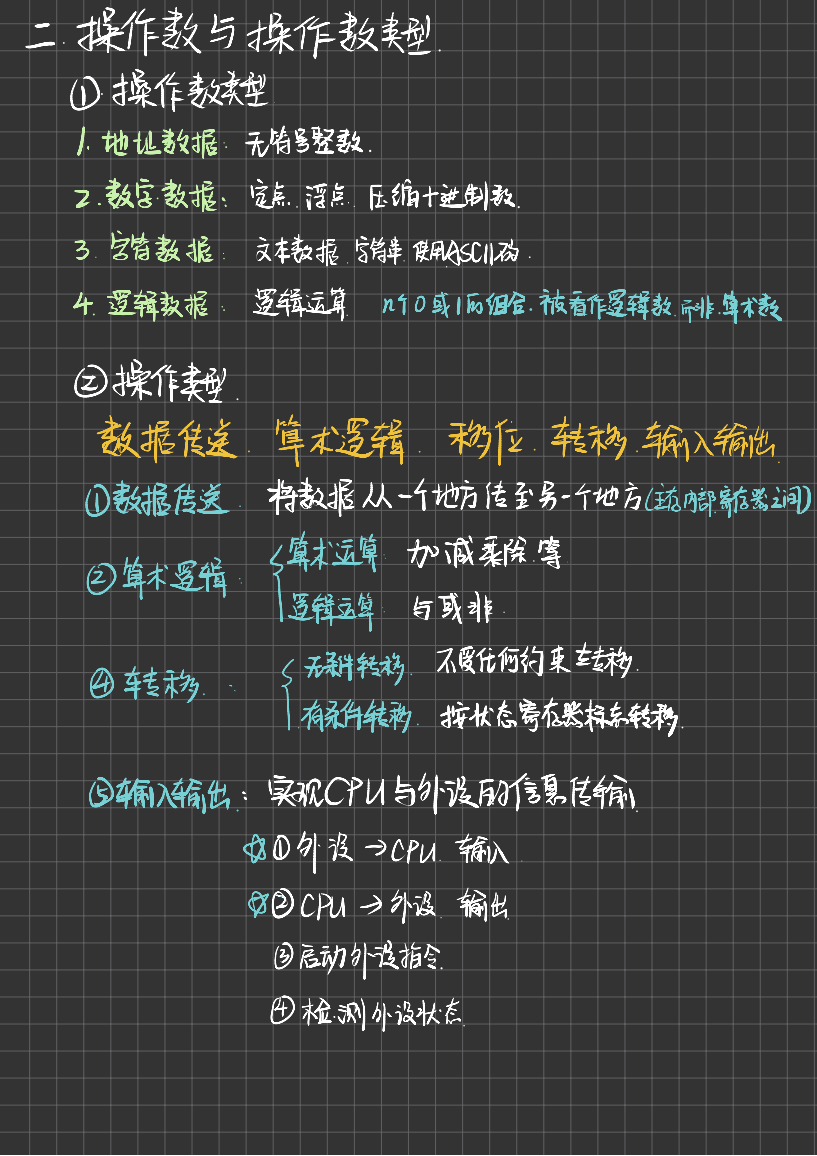 二. 操作数与操作数类型.
① 操作数类型
1. 地址数据: 无符号整数.
2. 数字数据: 定点. 浮点. 压缩十进制数.
3. 字符数据: 文本数据. 字符串. 使用ASCII码.
4. 逻辑数据: 逻辑运算 n个0或1的组合. 被看作逻辑数. 而非. 算术数
② 操作类型.
数据传送. 算术逻辑. 移位. 转移. 输入输出.
① 数据传送. 将数据从一个地方传至另一个地方(主存.内部.寄存器之间)
② 算术逻辑
算术运算 加减乘除等
逻辑运算 与或非.
④ 转移.
无条件转移. 不受任何约束 转移.
有条件转移. 按状态寄存器标志转移.
⑤ 输入输出: 实现CPU与外设的信息传输
☆① 外设→CPU. 输入
☆② CPU→外设. 输出
③ 启动外设指令.
④ 检测外设状态.